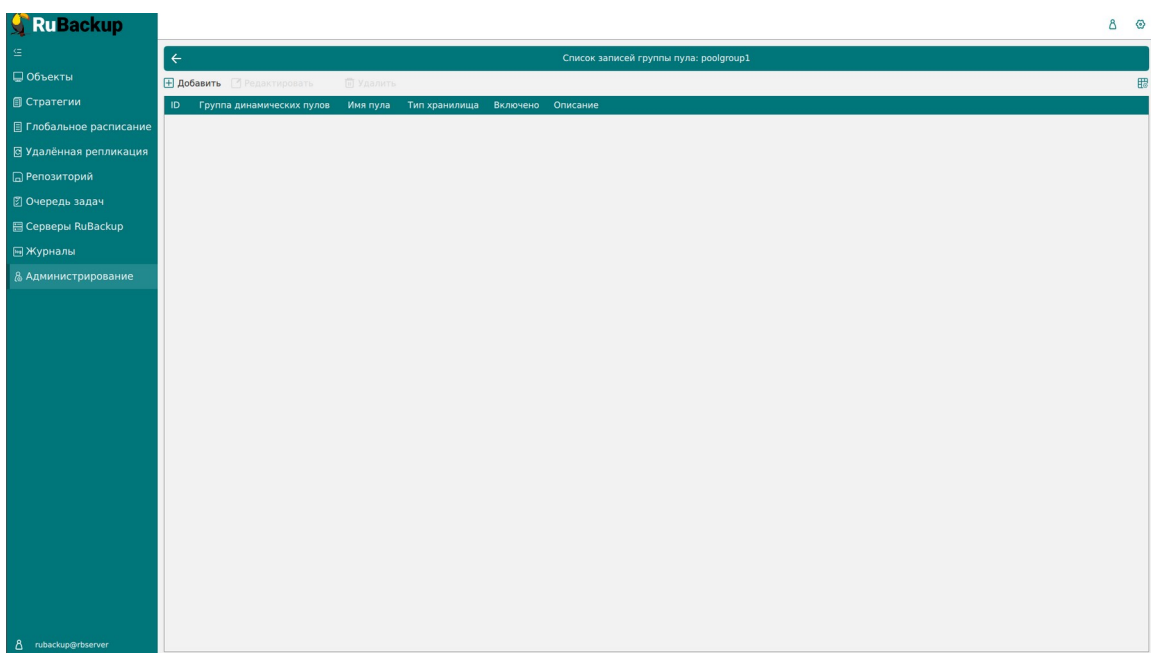 RuBackup
Список записей группы пула: poolgroup1
Добавить Редактировать Удалить
ID Группа динамических пулов Имя пула Тип хранилища Включено Описание
Объекты
Стратегии
Глобальное расписание
Удалённая репликация
Репозиторий
Очередь задач
Серверы RuBackup
Журналы
Администрирование
rubackup@rbserver